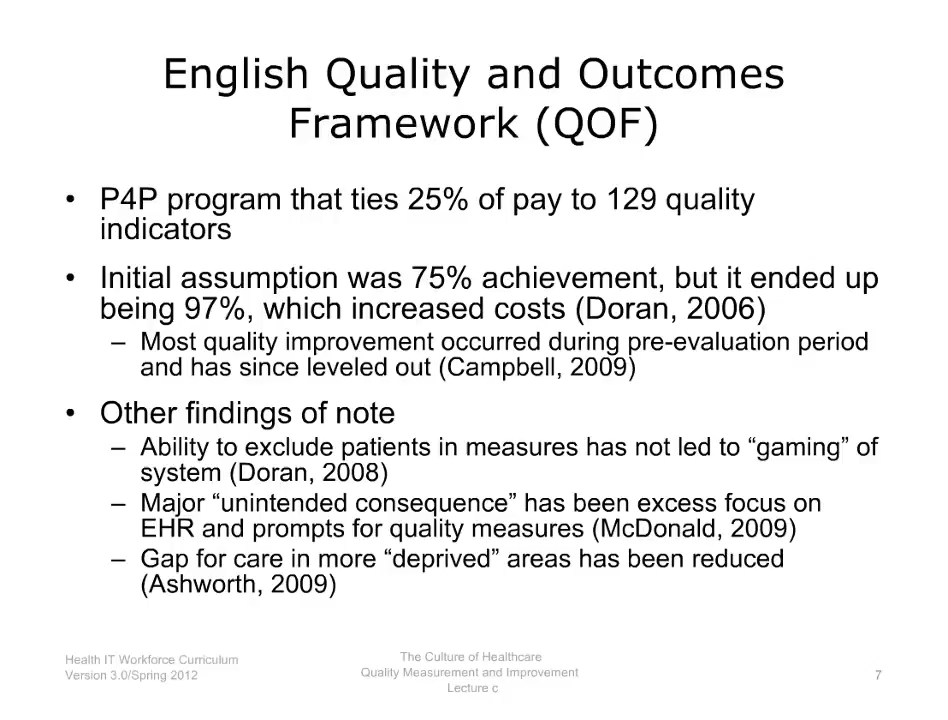 English Quality and Outcomes
Framework (QOF)
• P4P program that ties 25% of pay to 129 quality
indicators
• Initial assumption was 75% achievement, but it ended up
being 97%, which increased costs (Doran, 2006)
– Most quality improvement occurred during pre-evaluation period
and has since leveled out (Campbell, 2009)
• Other findings of note
– Ability to exclude patients in measures has not led to “gaming” of
system (Doran, 2008)
– Major “unintended consequence” has been excess focus on
EHR and prompts for quality measures (McDonald, 2009)
– Gap for care in more “deprived” areas has been reduced
(Ashworth, 2009)
Health IT Workforce Curriculum
Version 3.0/Spring 2012
The Culture of Healthcare
Quality Measurement and Improvement
Lecture c
7